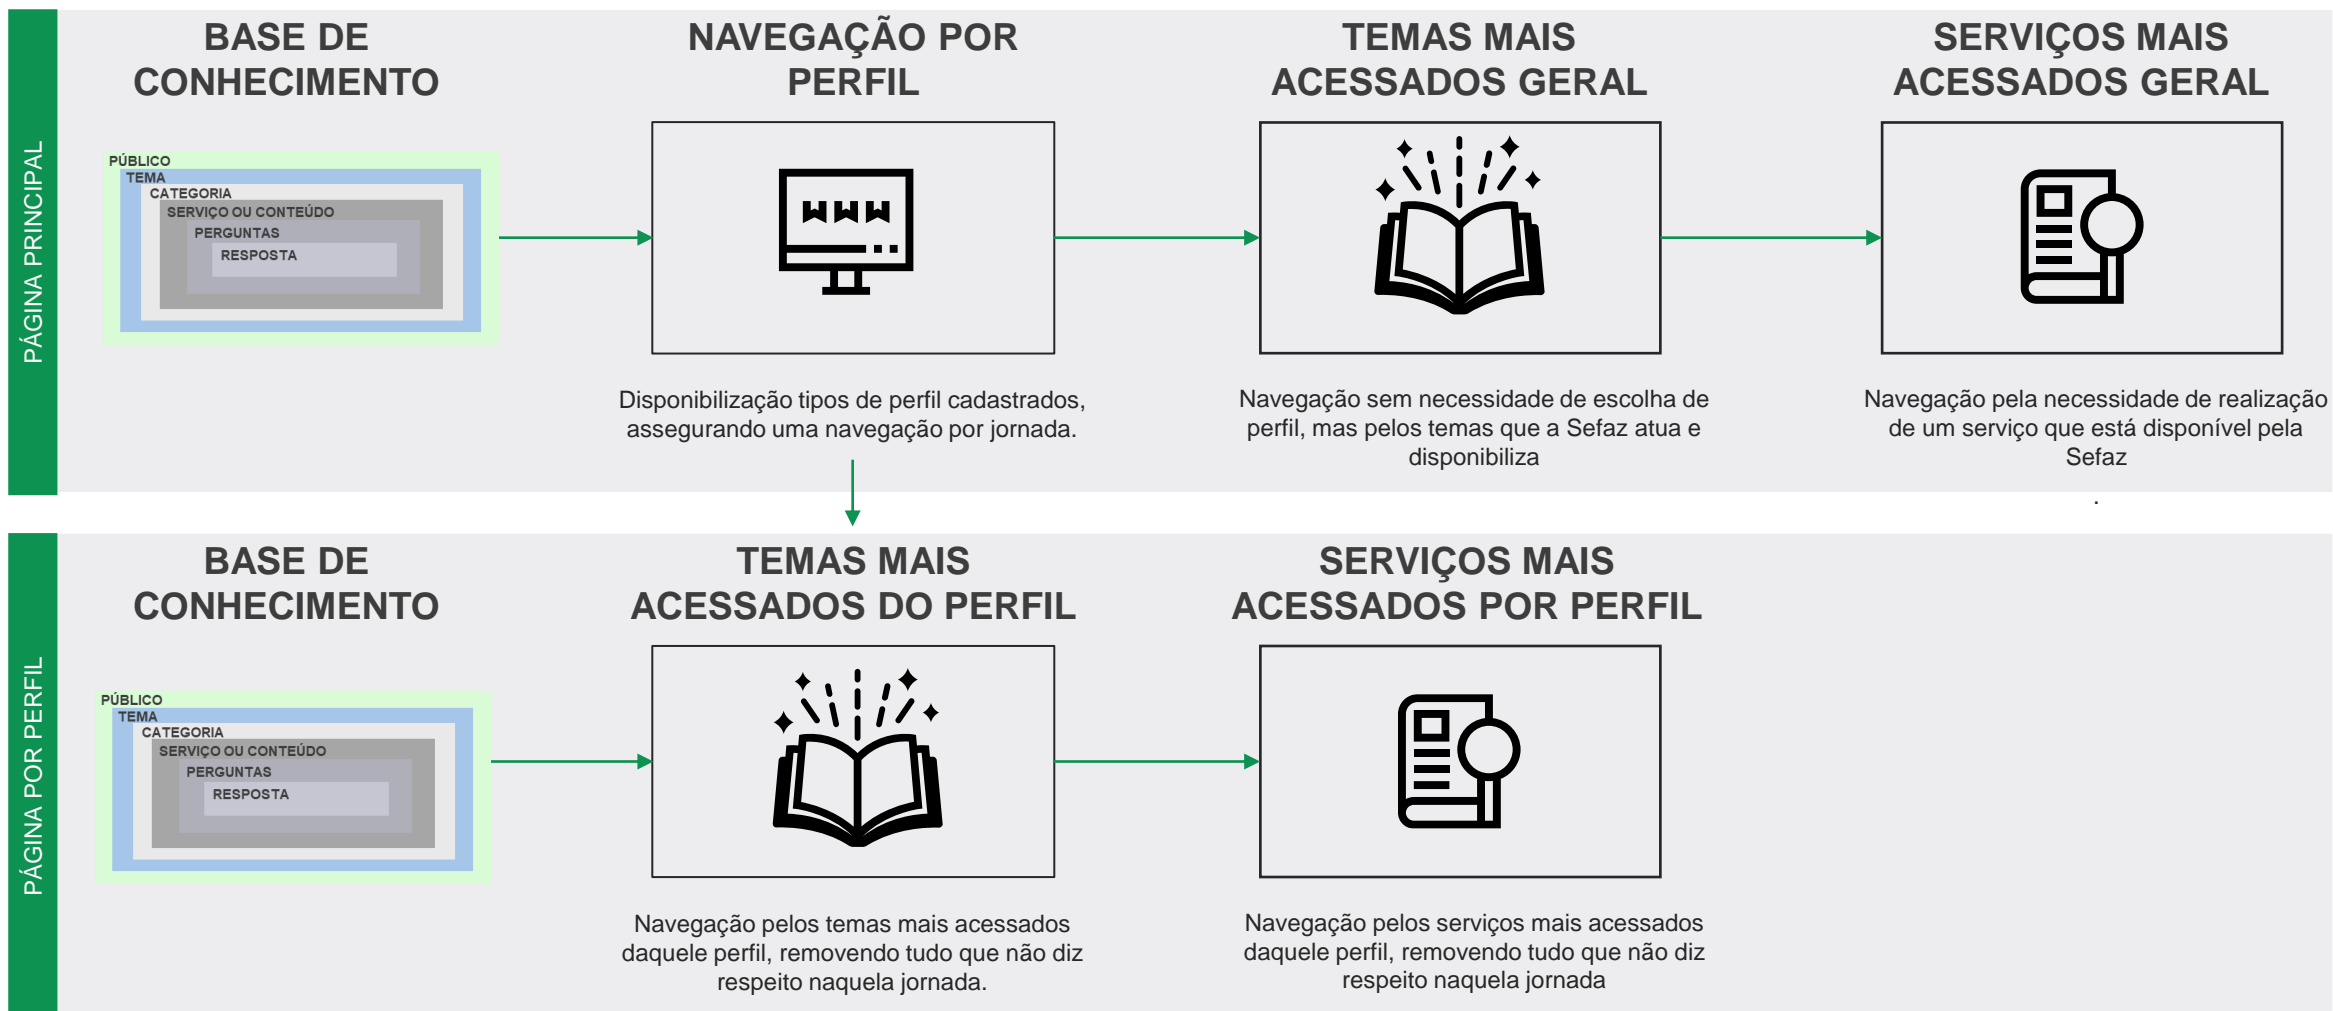 PÁGINA PRINCIPAL
BASE DE
CONHECIMENTO
PÚBLICO
TEMA
CATEGORIA
SERVIÇO OU CONTEÚDO
PERGUNTAS
RESPOSTA
NAVEGAÇÃO POR
PERFIL
WWW
Disponibilização tipos de perfil cadastrados,
assegurando uma navegação por jornada.
TEMAS MAIS
ACESSADOS GERAL
Navegação sem necessidade de escolha de
perfil, mas pelos temas que a Sefaz atua e
disponibiliza
SERVIÇOS MAIS
ACESSADOS GERAL
Navegação pela necessidade de realização
de um serviço que está disponível pela
Sefaz
.
PÁGINA POR PERFIL
BASE DE
CONHECIMENTO
PÚBLICO
TEMA
CATEGORIA
SERVIÇO OU CONTEÚDO
PERGUNTAS
RESPOSTA
TEMAS MAIS
ACESSADOS DO PERFIL
Navegação pelos temas mais acessados
daquele perfil, removendo tudo que não diz
respeito naquela jornada.
SERVIÇOS MAIS
ACESSADOS POR PERFIL
Navegação pelos serviços mais acessados
daquele perfil, removendo tudo que não diz
respeito naquela jornada